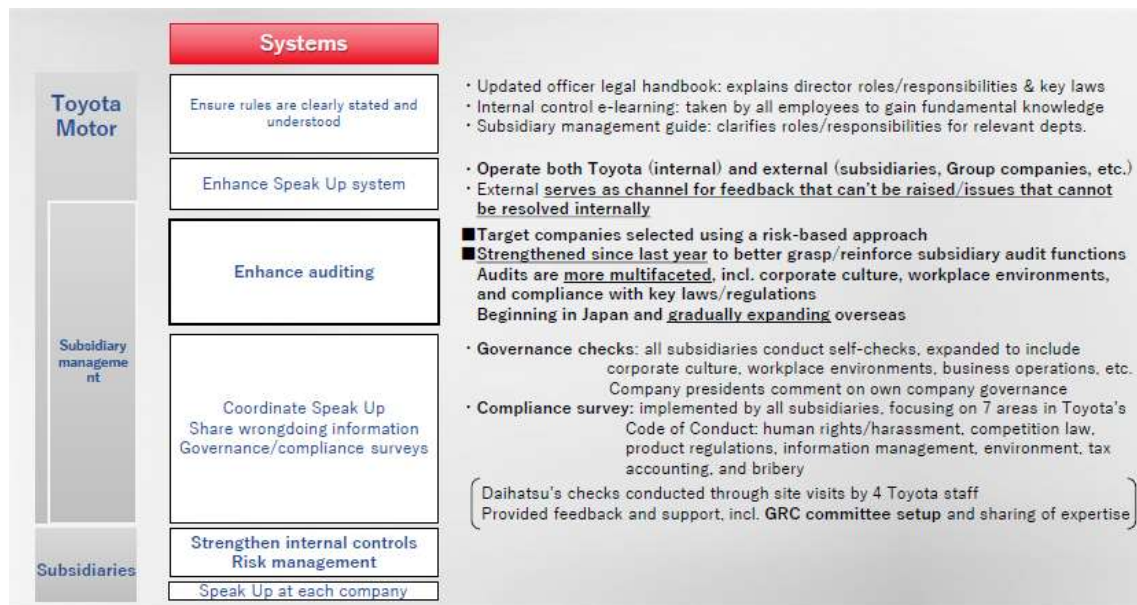 Systems
Toyota
Motor
Ensure rules are clearly stated and
understood
・Updated officer legal handbook: explains director roles/responsibilities & key laws
・Internal control e-learning: taken by all employees to gain fundamental knowledge
・Subsidiary management guide: clarifies roles/responsibilities for relevant depts.
Enhance Speak Up system
・Operate both Toyota (internal) and external (subsidiaries, Group companies, etc.)
・External serves as channel for feedback that can't be raised/issues that cannot
be resolved internally
Enhance auditing
■Target companies selected using a risk-based approach
■Strengthened since last year to better grasp/reinforce subsidiary audit functions
Audits are more multifaceted, incl. corporate culture, workplace environments,
and compliance with key laws/regulations
Beginning in Japan and gradually expanding overseas
Subsidiary
manageme
nt
Coordinate Speak Up
Share wrongdoing information
Governance/compliance surveys
・Governance checks: all subsidiaries conduct self-checks, expanded to include
corporate culture, workplace environments, business operations, etc.
Company presidents comment on own company governance
・Compliance survey: implemented by all subsidiaries, focusing on 7 areas in Toyota's
Code of Conduct: human rights/harassment, competition law,
product regulations, information management, environment, tax
accounting, and bribery
Daihatsu's checks conducted through site visits by 4 Toyota staff
Provided feedback and support, incl. GRC committee setup and sharing of expertise
Subsidiaries
Strengthen internal controls
Risk management
Speak Up at each company